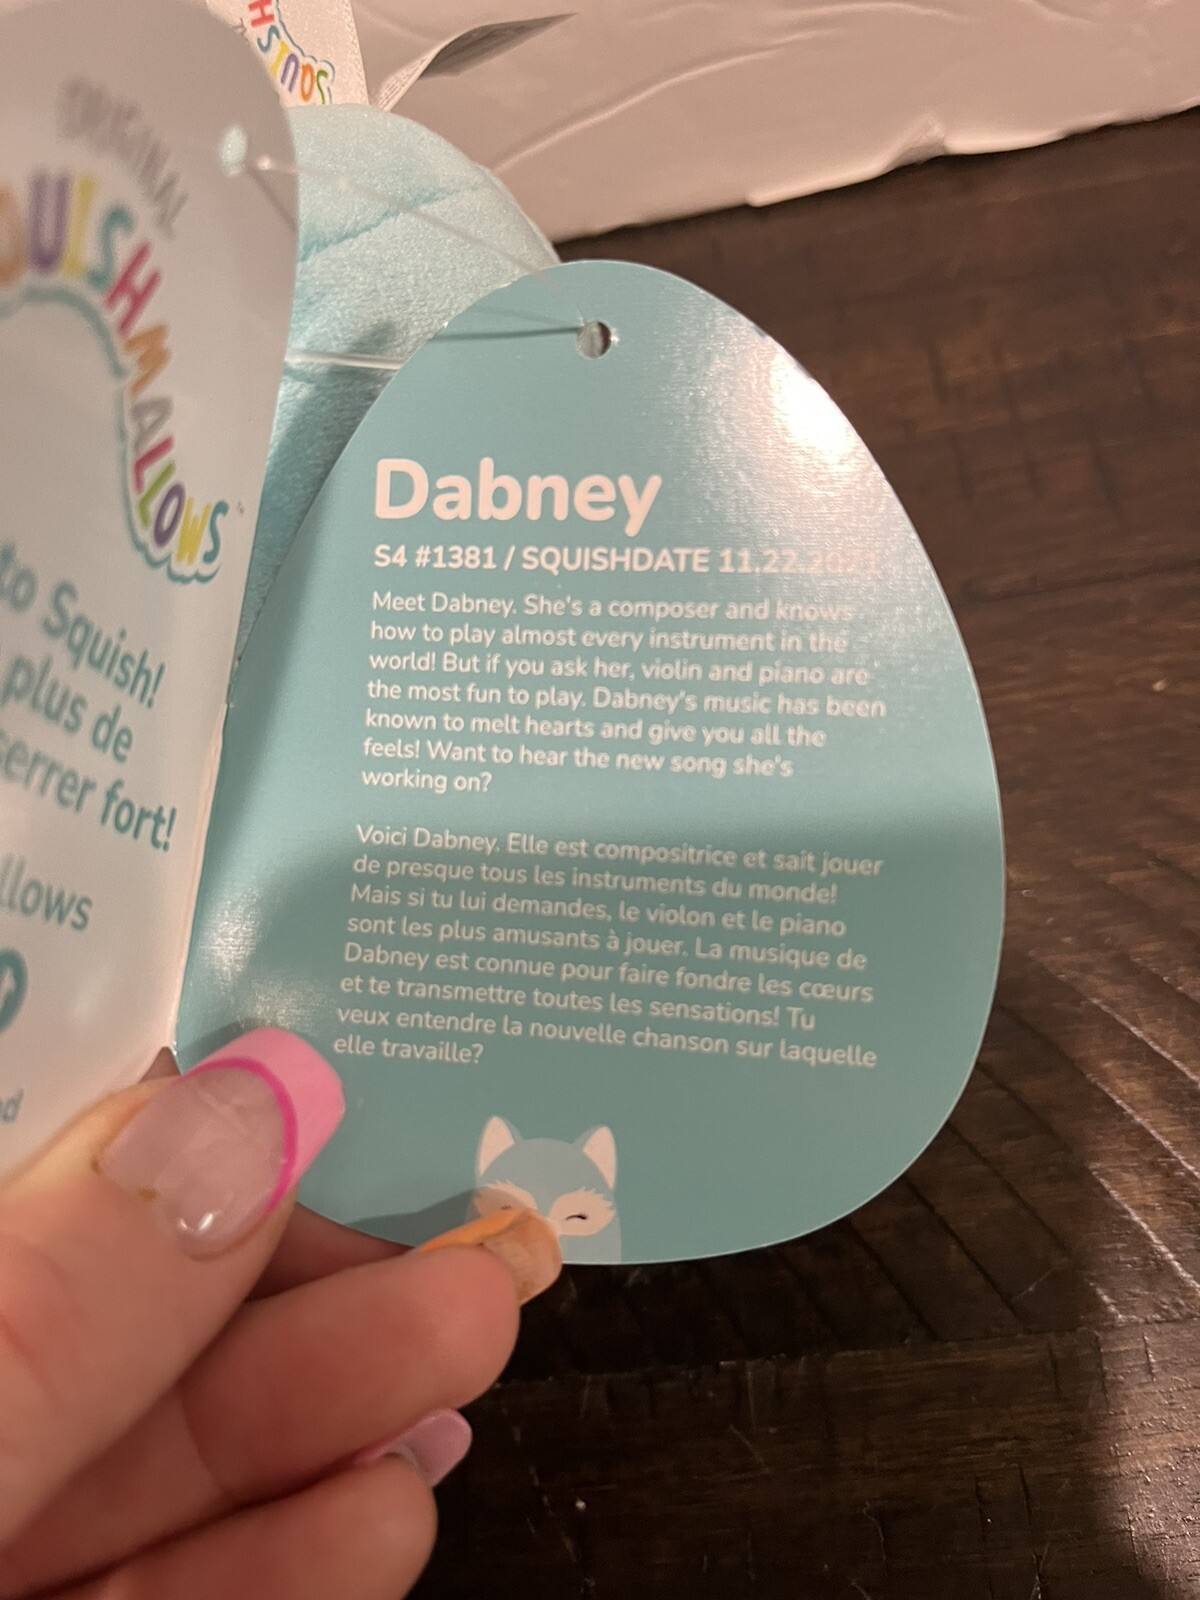 SQUISH
ORIGINAL
SQUISHMALLOWS
to Squish!
plus de
serrer fort!
Dabney
S4 #1381 / SQUISHDATE 11.22.2021
Meet Dabney. She's a composer and knows
how to play almost every instrument in the
world! But if you ask her, violin and piano are
the most fun to play. Dabney's music has been
known to melt hearts and give you all the
feels! Want to hear the new song she's
working on?
Voici Dabney. Elle est compositrice et sait jouer
de presque tous les instruments du monde!
Mais si tu lui demandes, le violon et le piano
sont les plus amusants à jouer. La musique de
Dabney est connue pour faire fondre les cœurs
et te transmettre toutes les sensations! Tu
veux entendre la nouvelle chanson sur laquelle
elle travaille?